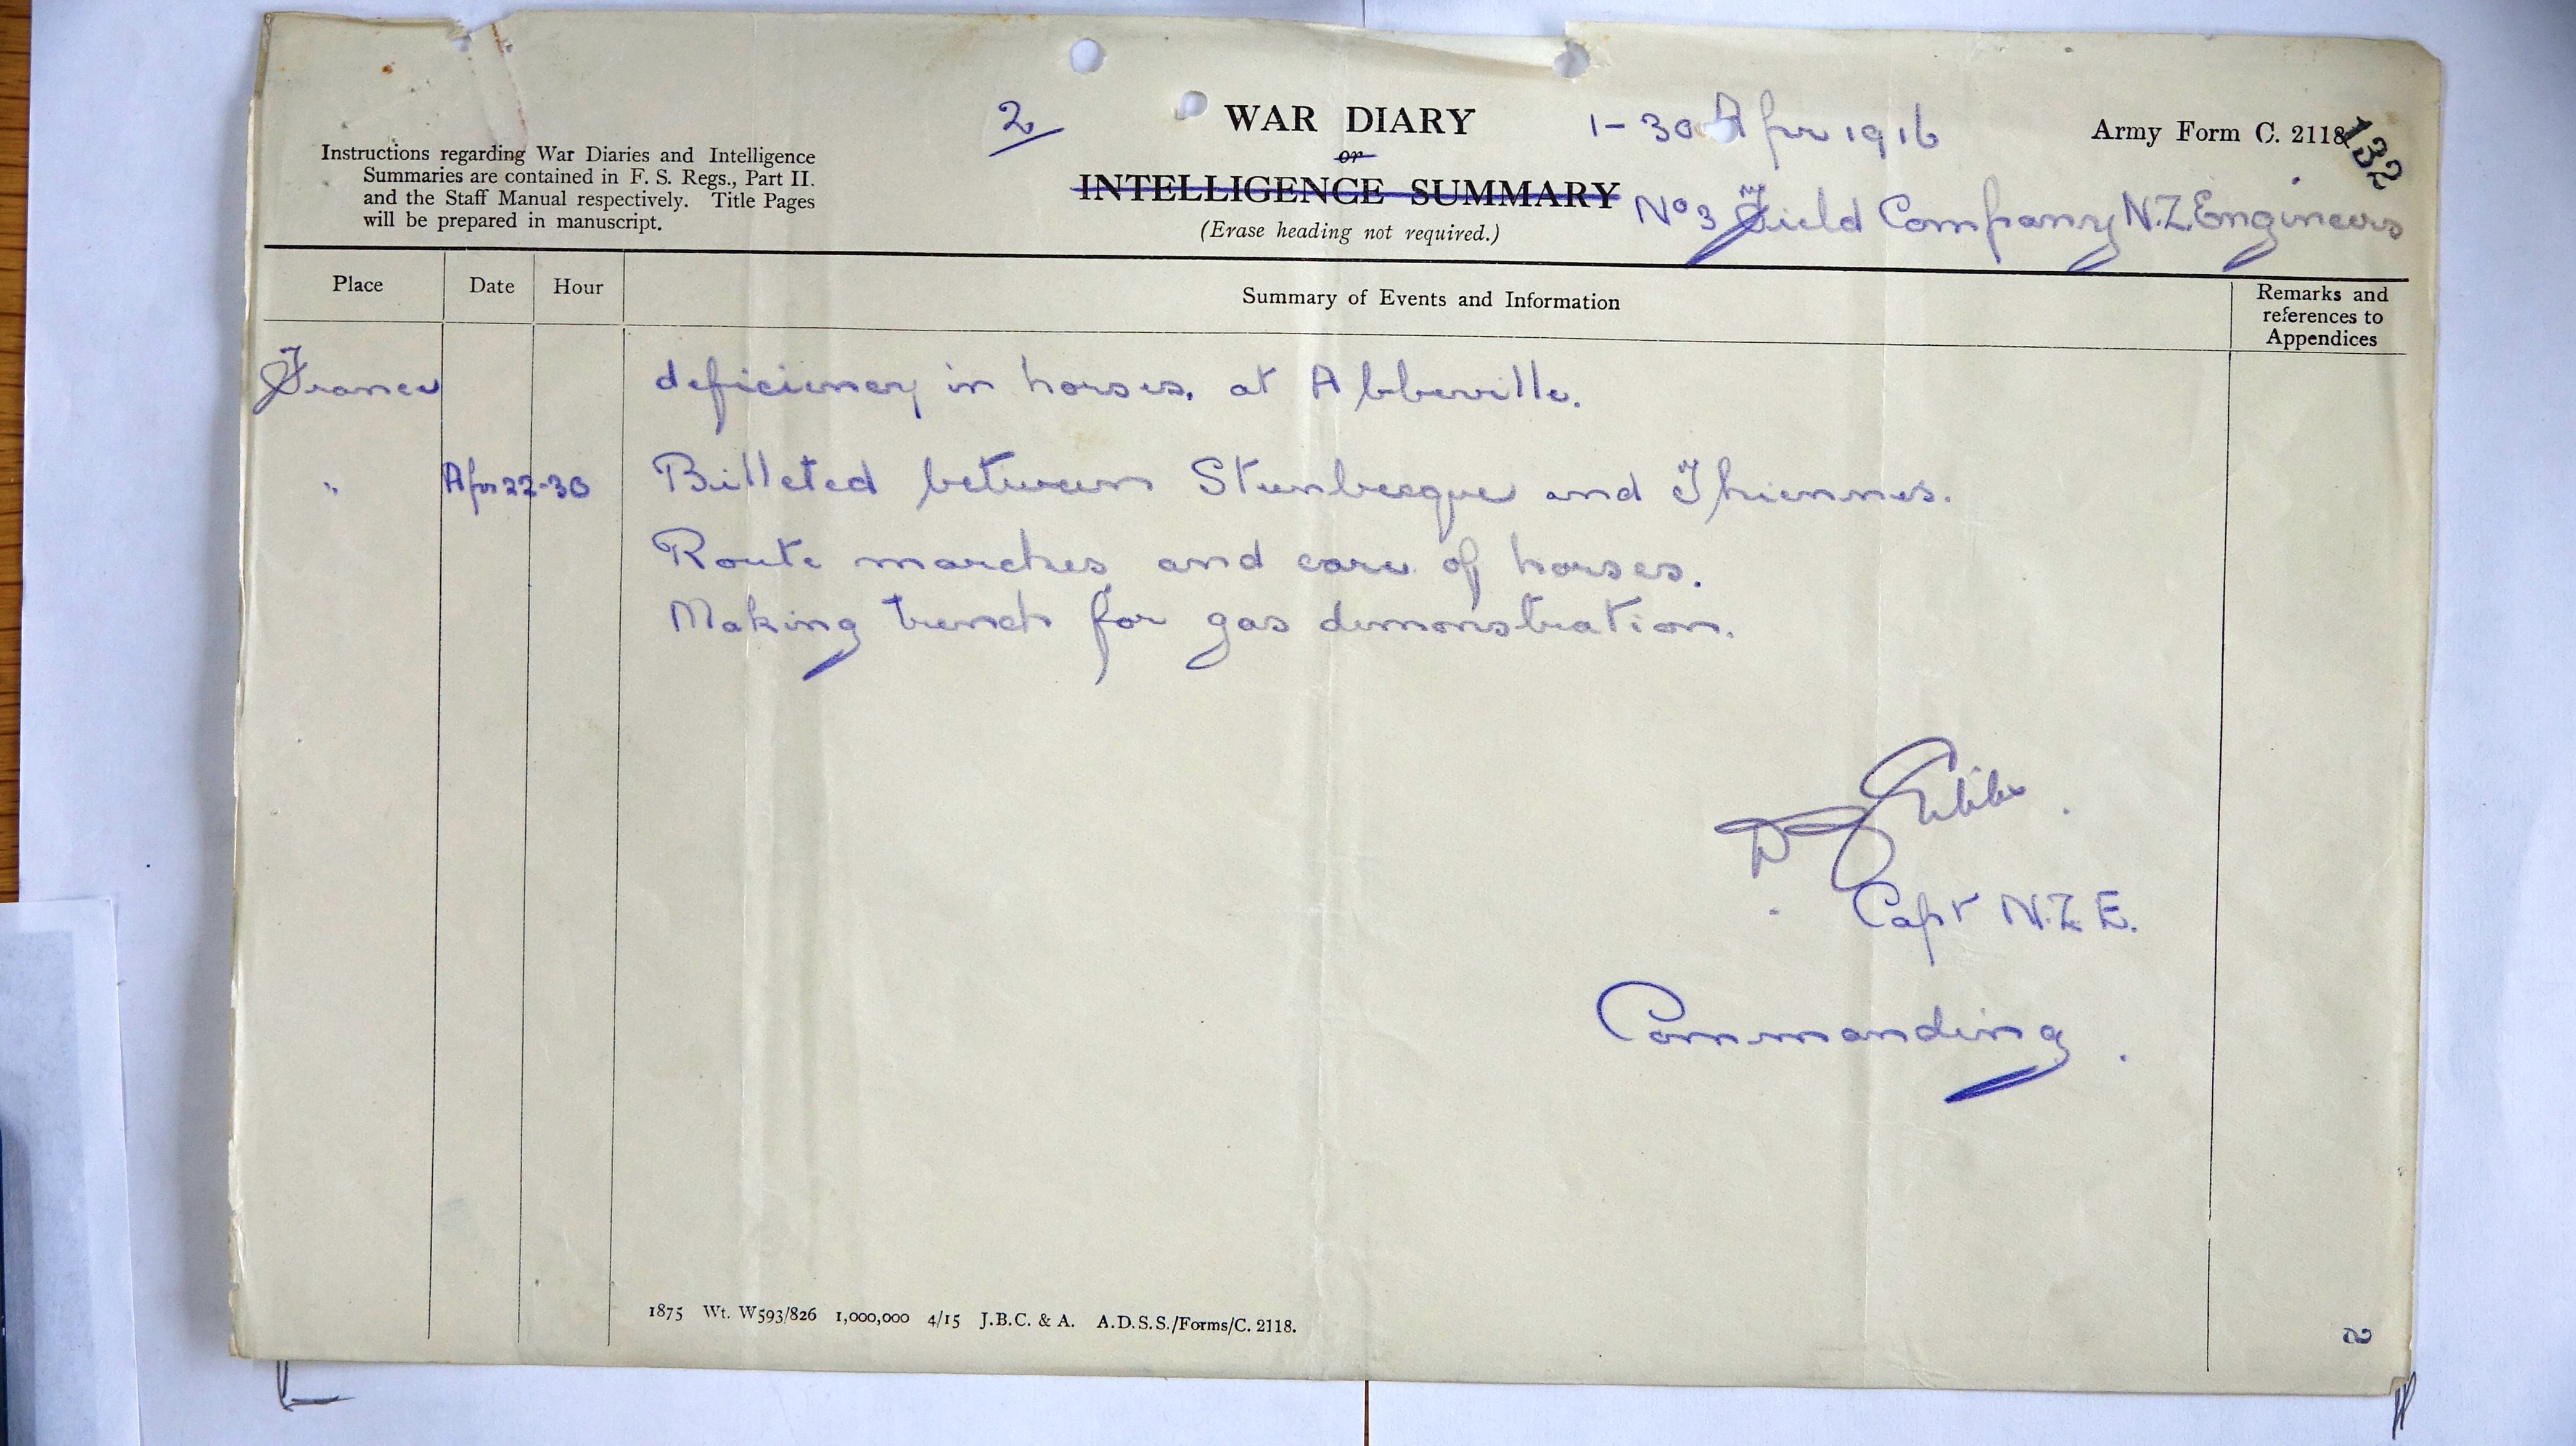 2
WAR DIARY
1-30 Apr 1916
Army Form C. 2118
132
or
INTELLIGENCE SUMMARY
(Erase heading not required.)
No 3 Field Company N.Z. Engineers
Instructions regarding War Diaries and Intelligence
Summaries are contained in F. S. Regs., Part II.
and the Staff Manual respectively. Title Pages
will be prepared in manuscript.
Place
Date
Hour
Summary of Events and Information
Remarks and
references to
Appendices
France deficiency in horses. at Abbeville.
" Apr 22-30 Billeted between Steenbecque and Thiennes.
Route marches and care of horses.
Making trench for gas demonstration.
Capt N.Z.E.
Commanding.
1875 Wt. W593/826 1,000,000 4/15 J.B.C. & A. A.D.S.S./Forms/C. 2118.
2